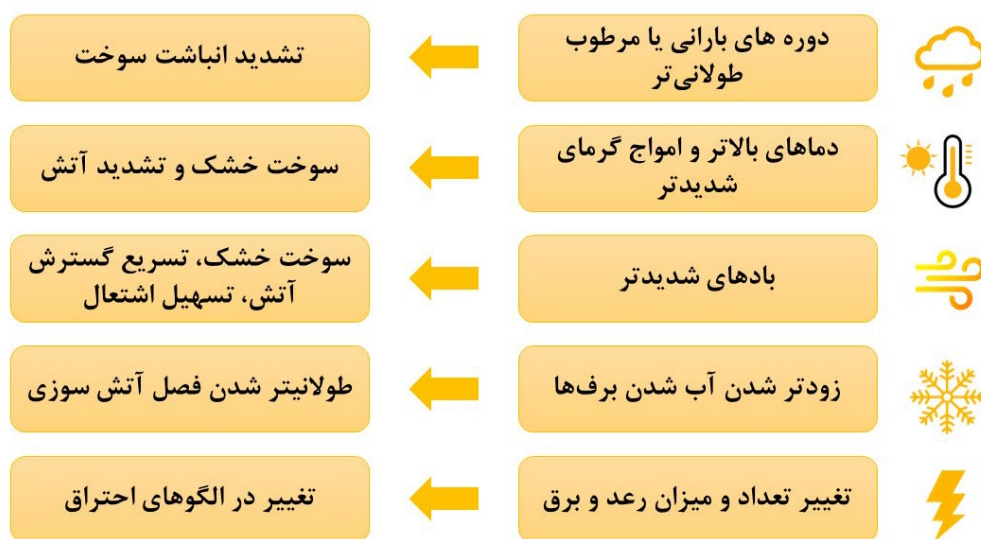 دوره های بارانی یا مرطوب
طولانی‌تر
تشدید انباشت سوخت
دماهای بالاتر و امواج گرمای
شدیدتر
سوخت خشک و تشدید آتش
بادهای شدیدتر
سوخت خشک، تسریع گسترش
آتش، تسهیل اشتعال
زودتر شدن آب شدن برف‌ها
طولانیتر شدن فصل آتش سوزی
تغییر تعداد و میزان رعد و برق
تغییر در الگوهای احتراق